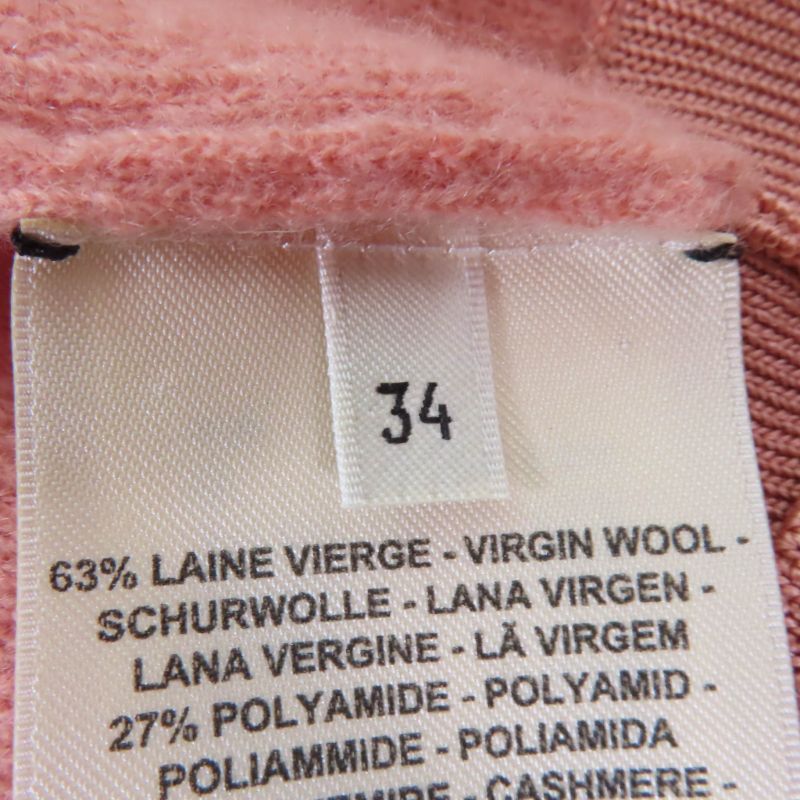 34
63% LAINE VIERGE - VIRGIN WOOL -
SCHURWOLLE - LANA VIRGEN -
LANA VERGINE - LÃ VIRGEM
27% POLYAMIDE - POLYAMID -
POLIAMMIDE - POLIAMIDA
- CASHMERE -